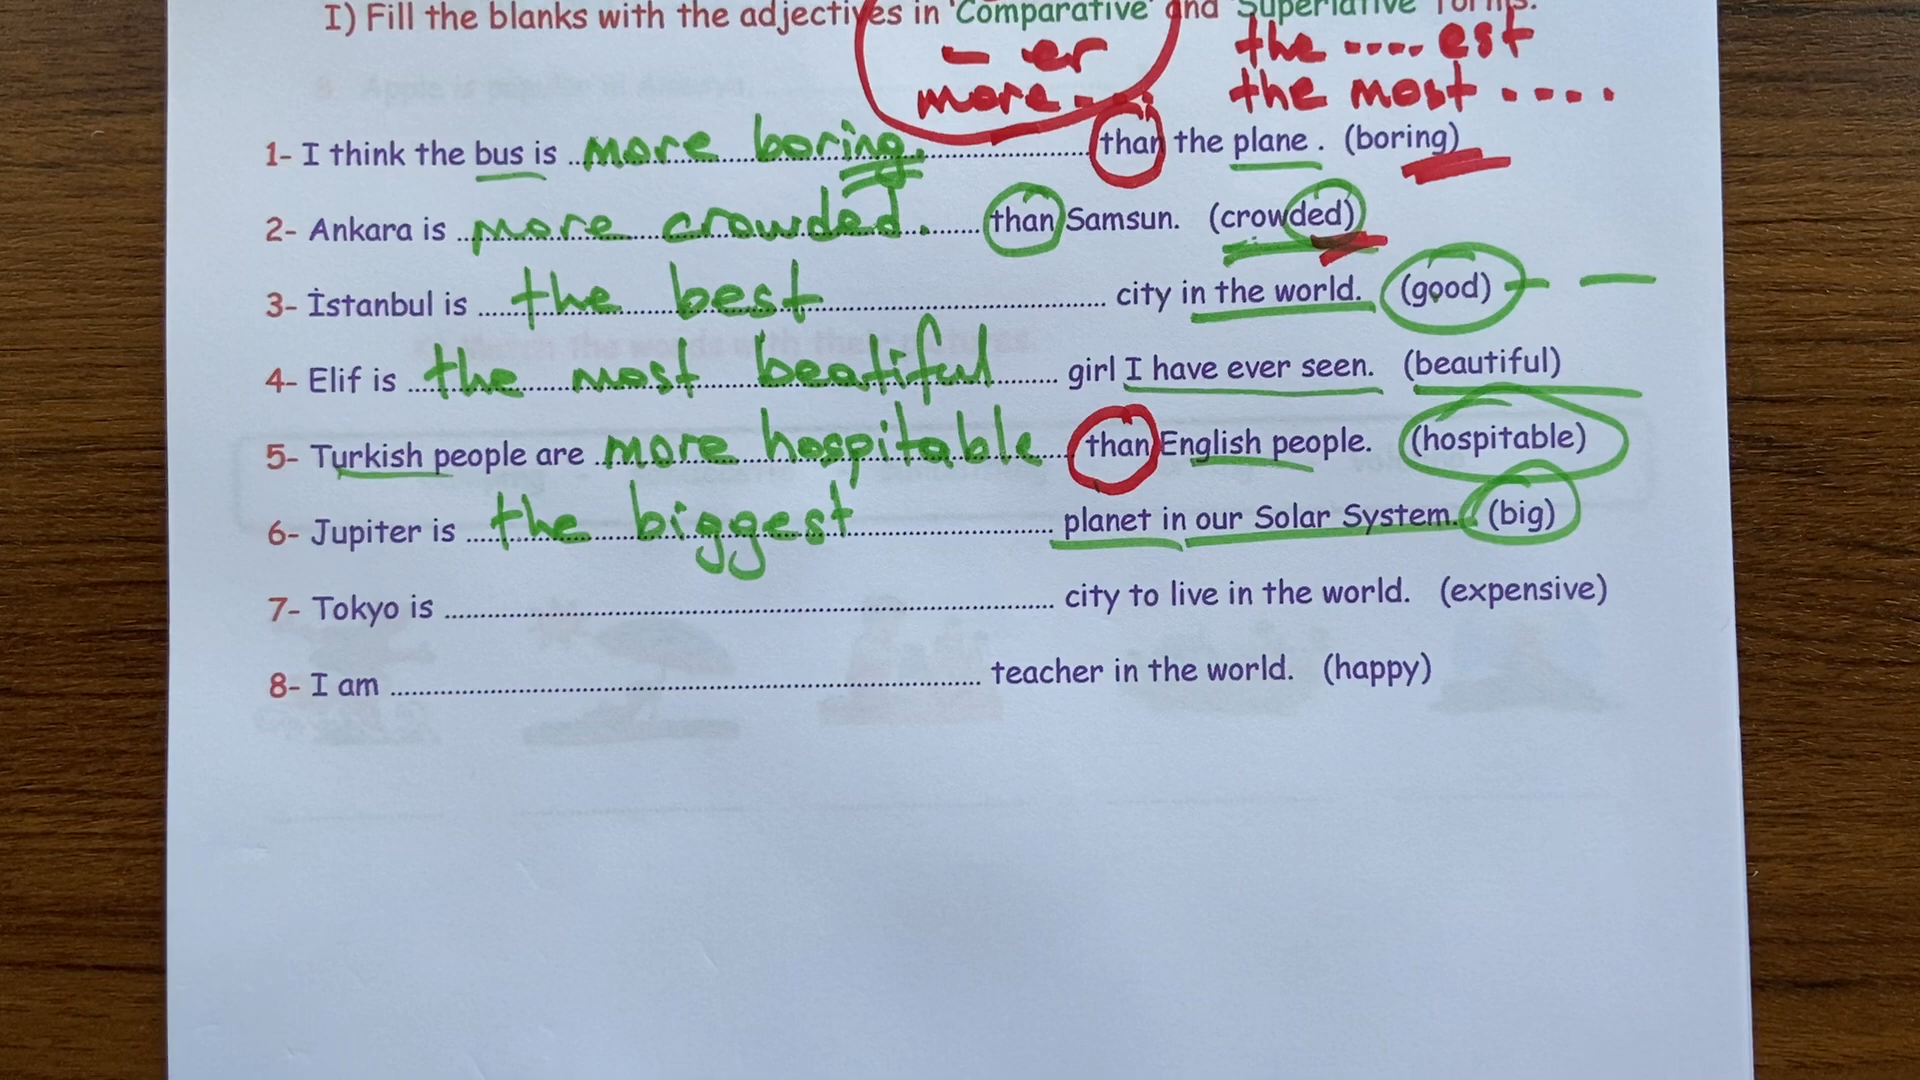 I) Fill the blanks with the adjectives in 'Comparative' and 'Superlative' forms.
- er the .... est
more.... the most ....
1- I think the bus is more boring. than the plane . (boring)
2- Ankara is more crowded. than Samsun. (crowded)
3- İstanbul is the best city in the world. (good)
4- Elif is the most beatiful girl I have ever seen. (beautiful)
5- Turkish people are more hospitable than English people. (hospitable)
6- Jupiter is the biggest planet in our Solar System. (big)
7- Tokyo is city to live in the world. (expensive)
8- I am teacher in the world. (happy)